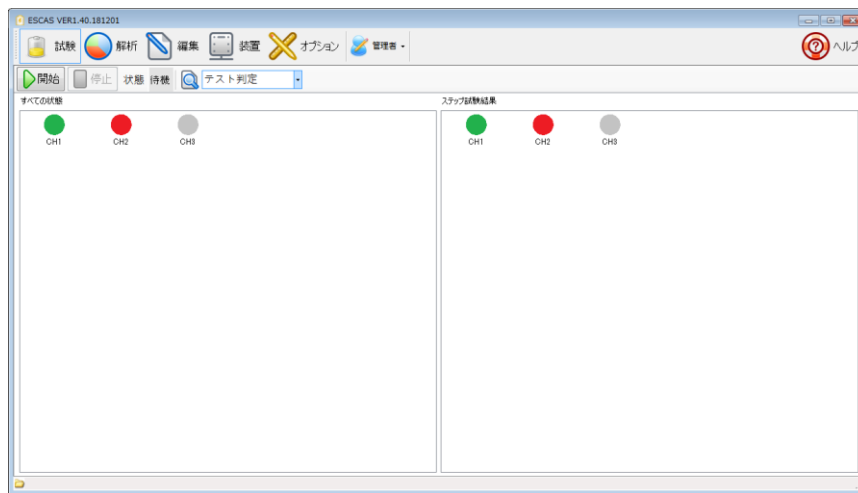 ESCAS VER1.40.181201
試験 解析 編集 装置 オプション 管理者 ヘルプ
開始 停止 状態 待機 テスト判定
すべての状態 ステップ試験結果
CH1 CH2 CH3 CH1 CH2 CH3